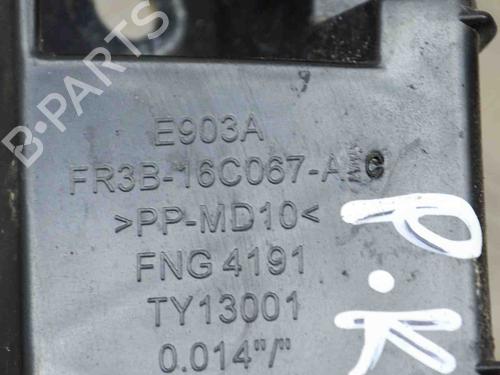 B-PARTS
E903A
FR3B-16C067-A C
>PP-MD10<
FNG 4191
TY13001
0.014"/"
P.K